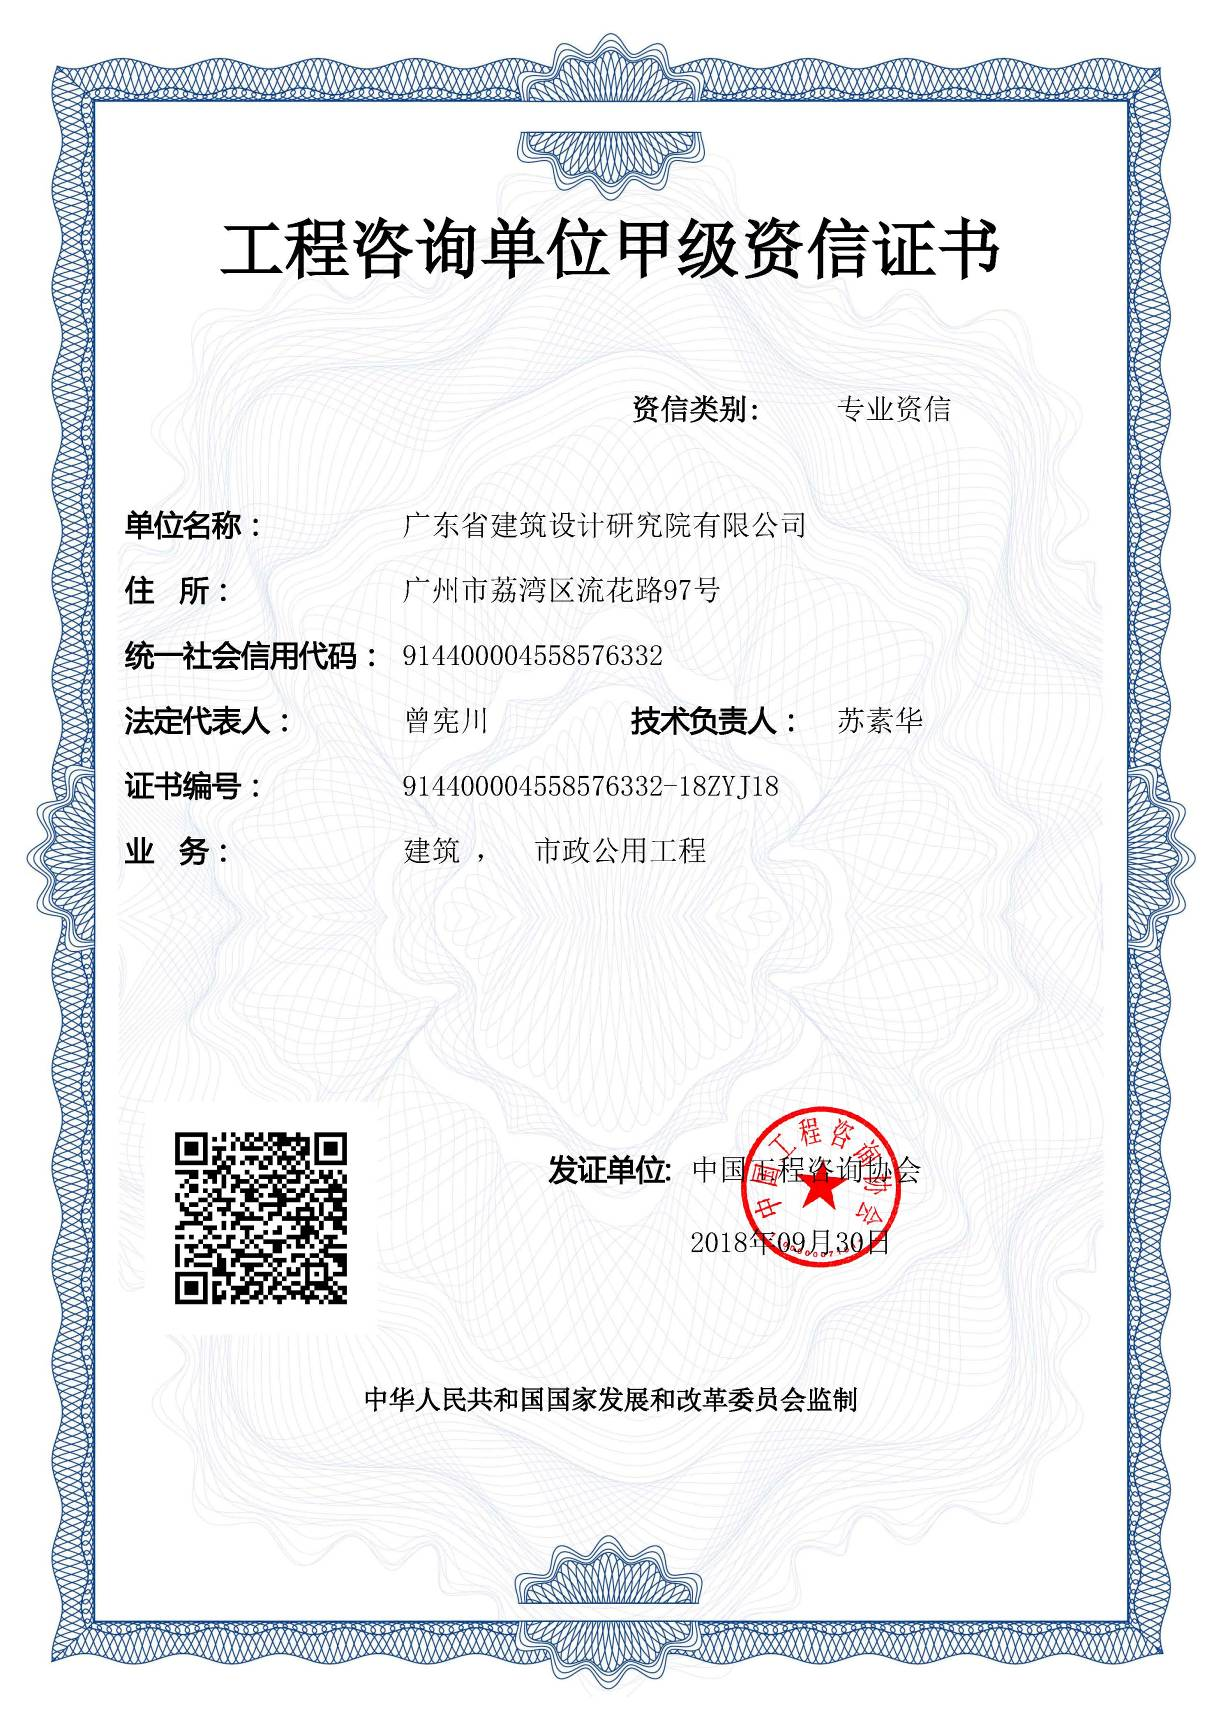 工程咨询单位甲级资信证书
资信类别: 专业资信
单位名称： 广东省建筑设计研究院有限公司
住 所： 广州市荔湾区流花路97号
统一社会信用代码： 914400004558576332
法定代表人： 曾宪川 技术负责人： 苏素华
证书编号： 914400004558576332-18ZYJ18
业 务： 建筑 ， 市政公用工程
中国工程咨询协会
发证单位: 中国工程咨询协会
2018年09月30日
中华人民共和国国家发展和改革委员会监制